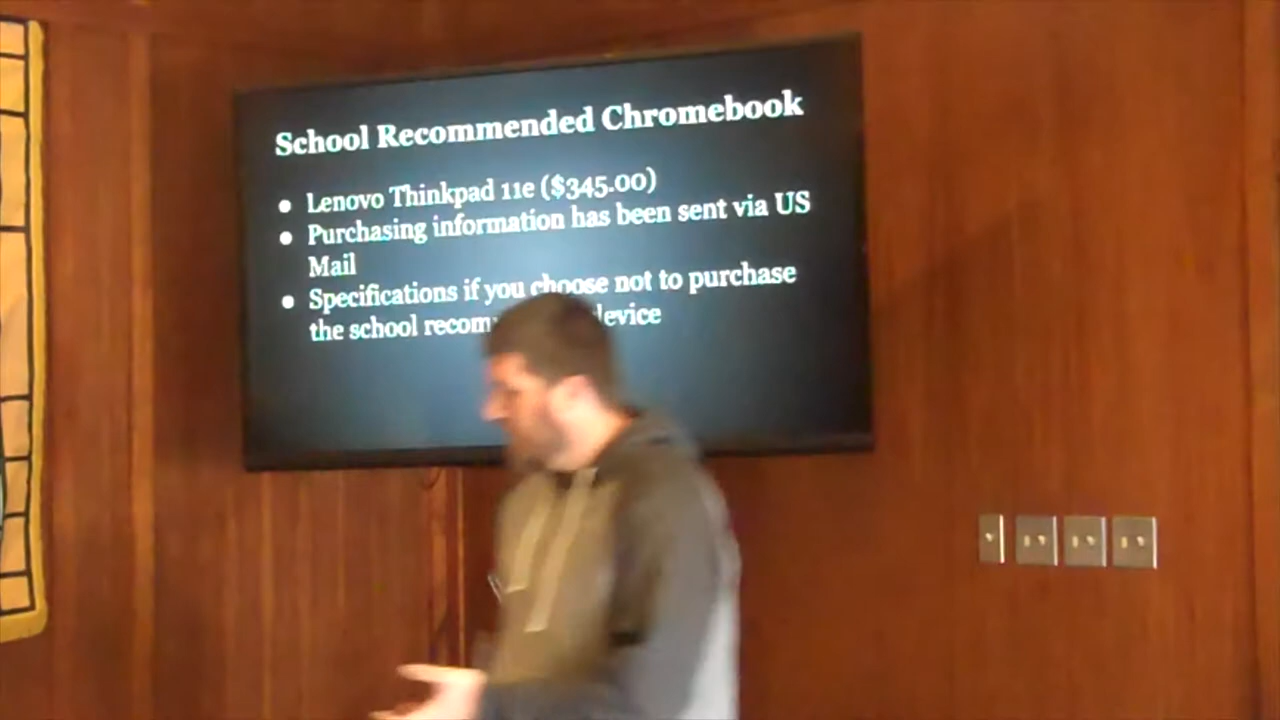 School Recommended Chromebook
Lenovo Thinkpad 11e ($345.00)
Purchasing information has been sent via US
Mail
Specifications if you choose not to purchase
the school